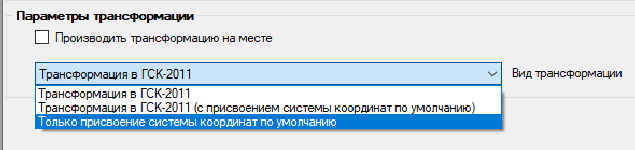 Параметры трансформации
Производить трансформацию на месте
Трансформация в ГСК-2011 Вид трансформации
Трансформация в ГСК-2011
Трансформация в ГСК-2011 (с присвоением системы координат по умолчанию)
Только присвоение системы координат по умолчанию